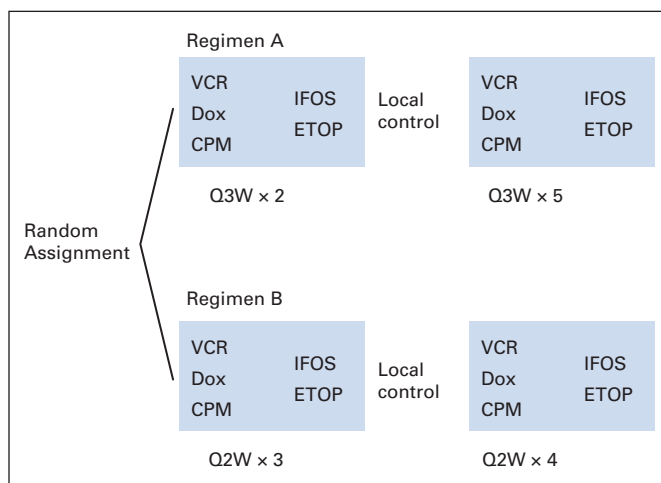 Regimen A
VCR
Dox
CPM
IFOS
ETOP
Local
control
VCR
Dox
CPM
IFOS
ETOP
Q3W × 2
Q3W × 5
Random
Assignment
Regimen B
VCR
Dox
CPM
IFOS
ETOP
Local
control
VCR
Dox
CPM
IFOS
ETOP
Q2W × 3
Q2W × 4